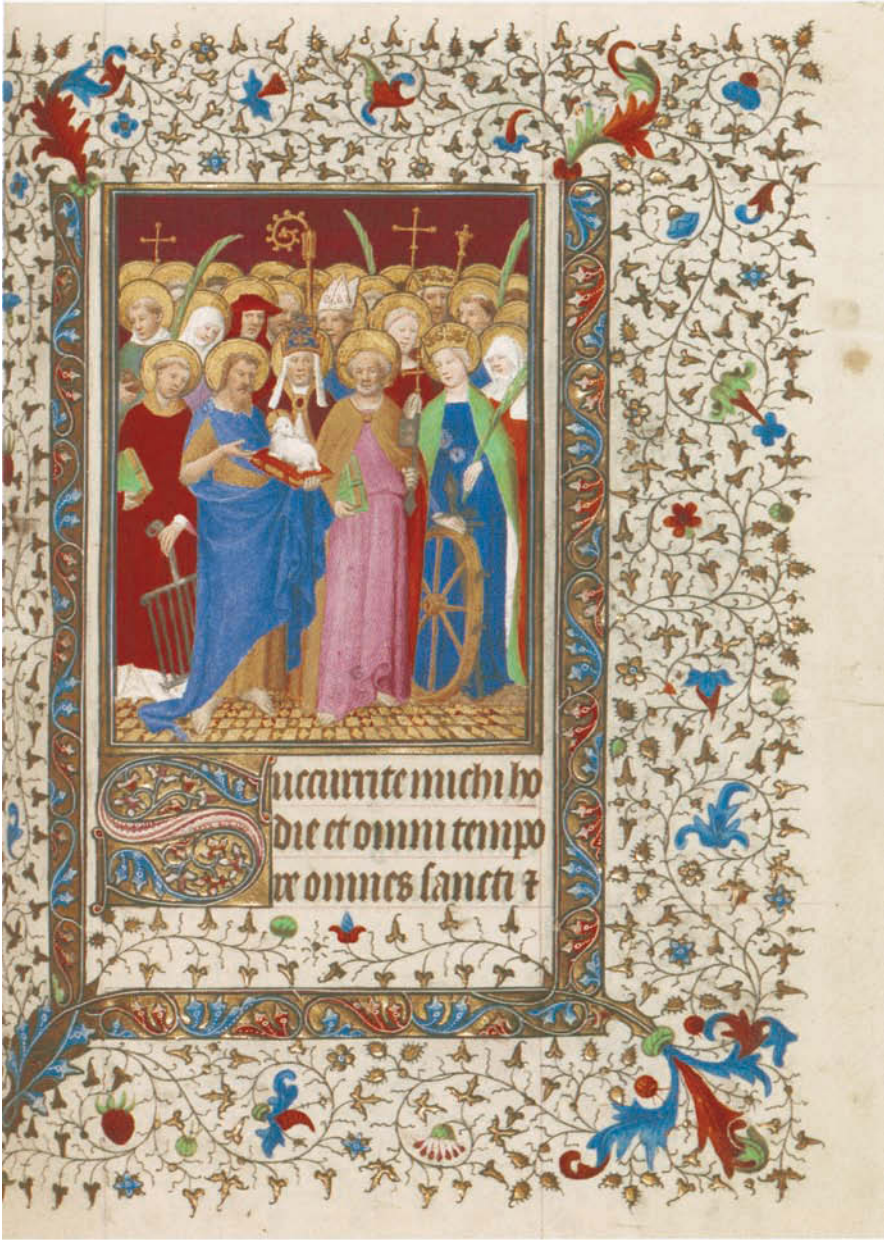 Succurrite michi ho
die et omni tempo
re omnes sancti ⁊